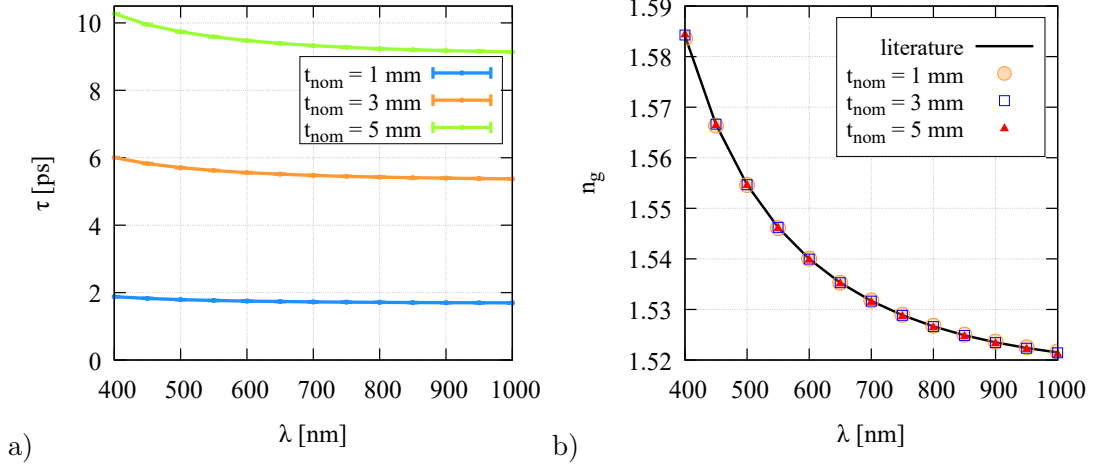 10
8
6
4
2
0
400 500 600 700 800 900 1000
τ [ps]
λ [nm]
t_nom = 1 mm
t_nom = 3 mm
t_nom = 5 mm
a)
1.59
1.58
1.57
1.56
1.55
1.54
1.53
1.52
400 500 600 700 800 900 1000
n_g
λ [nm]
literature
t_nom = 1 mm
t_nom = 3 mm
t_nom = 5 mm
b)